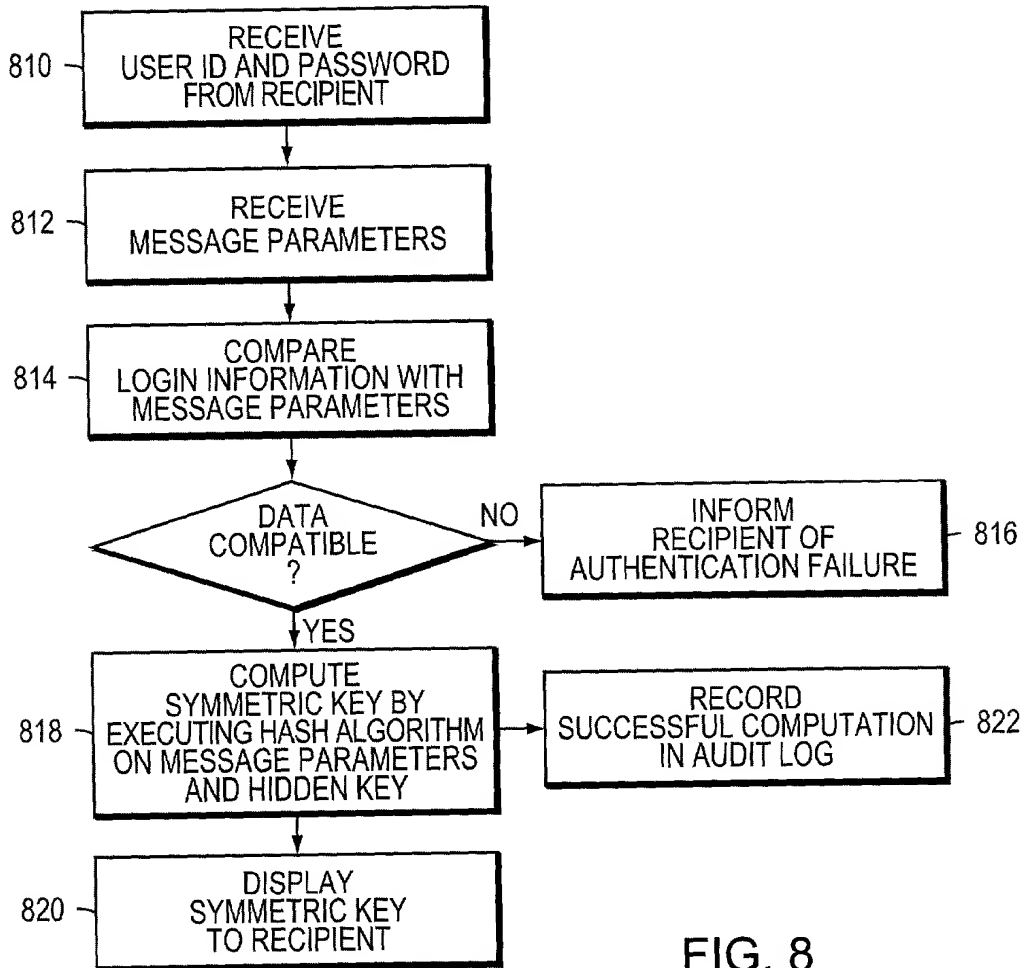 810
RECEIVE
USER ID AND PASSWORD
FROM RECIPIENT
812
RECEIVE
MESSAGE PARAMETERS
814
COMPARE
LOGIN INFORMATION WITH
MESSAGE PARAMETERS
DATA
COMPATIBLE
?
NO
INFORM
RECIPIENT OF
AUTHENTICATION FAILURE
816
YES
818
COMPUTE
SYMMETRIC KEY BY
EXECUTING HASH ALGORITHM
ON MESSAGE PARAMETERS
AND HIDDEN KEY
RECORD
SUCCESSFUL COMPUTATION
IN AUDIT LOG
822
820
DISPLAY
SYMMETRIC KEY
TO RECIPIENT
FIG. 8